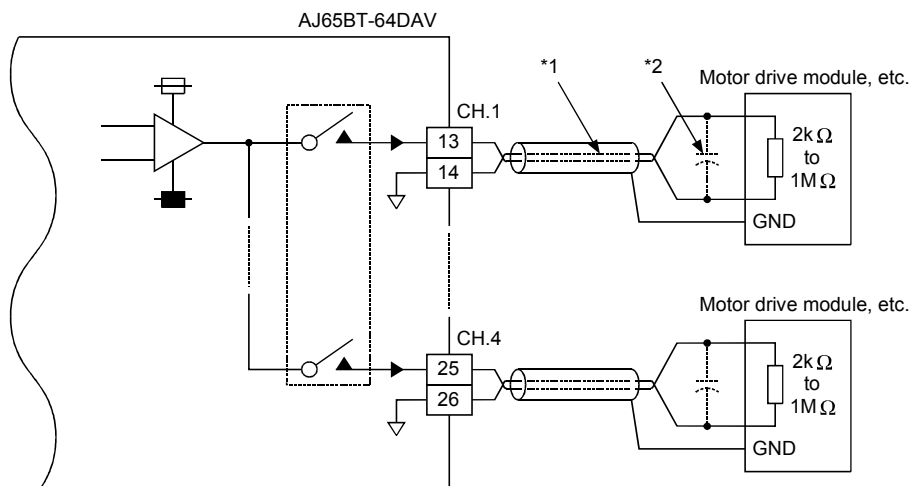 AJ65BT-64DAV
*1
*2
Motor drive module, etc.
CH.1
13
14
2kΩ
to
1MΩ
GND
Motor drive module, etc.
CH.4
25
26
2kΩ
to
1MΩ
GND